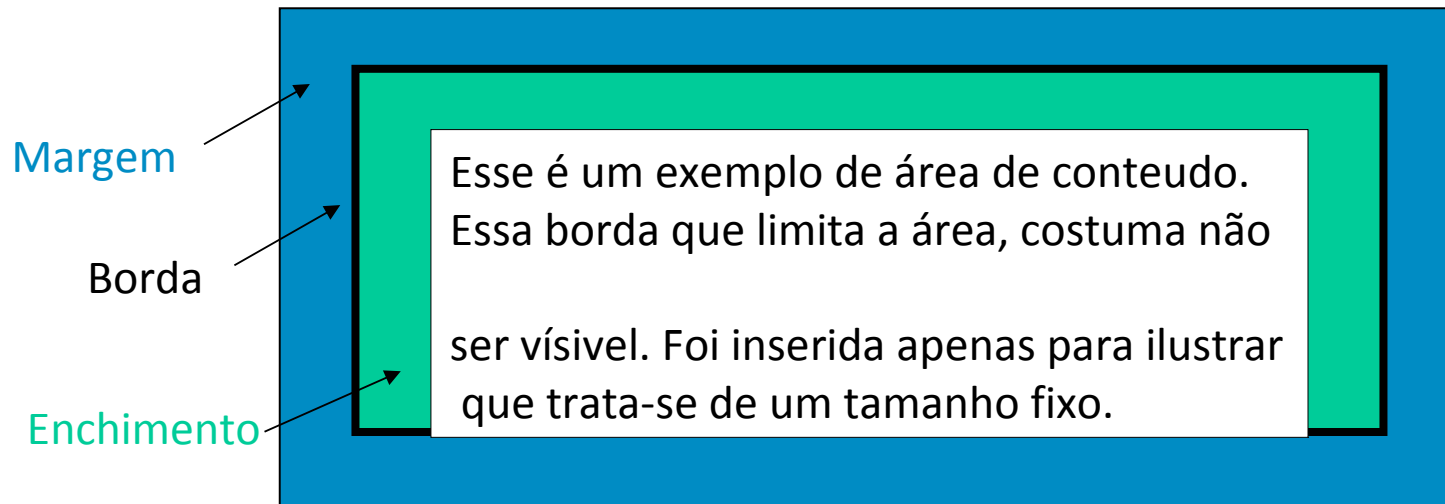 Margem
Borda
Enchimento
Esse é um exemplo de área de conteudo.
Essa borda que limita a área, costuma não
ser vísivel. Foi inserida apenas para ilustrar
que trata-se de um tamanho fixo.